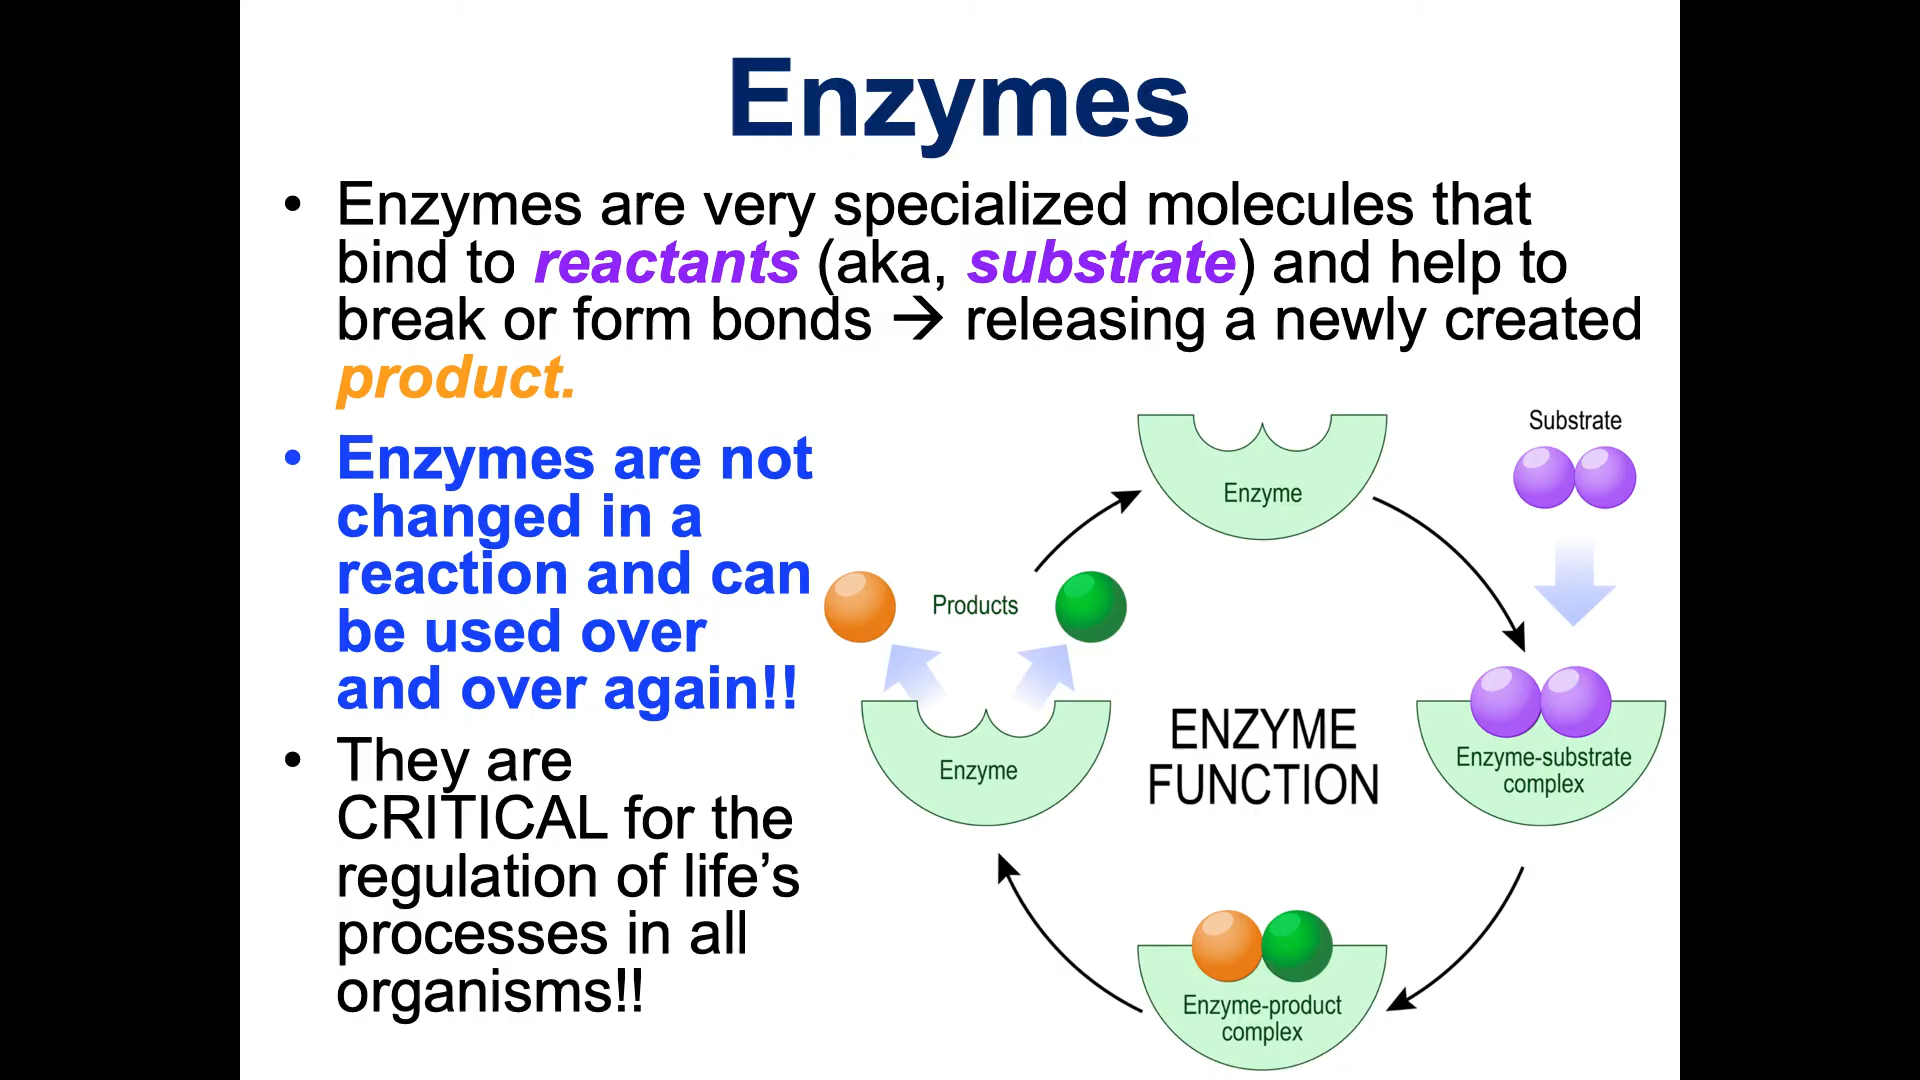 Enzymes
• Enzymes are very specialized molecules that
bind to reactants (aka, substrate) and help to
break or form bonds → releasing a newly created
product.
• Enzymes are not
changed in a
reaction and can
be used over
and over again!!
• They are
CRITICAL for the
regulation of life’s
processes in all
organisms!!
Substrate
Enzyme
Products
Enzyme
ENZYME
FUNCTION
Enzyme-substrate
complex
Enzyme-product
complex